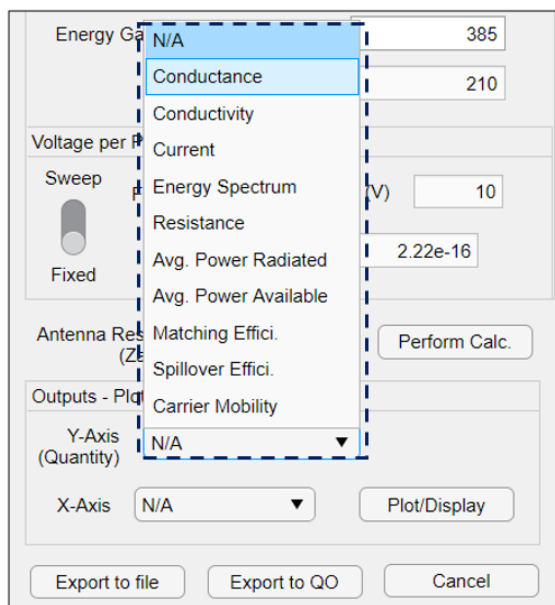 Energy Ga
385
210
N/A
Conductance
Conductivity
Current
Energy Spectrum
Resistance
Avg. Power Radiated
Avg. Power Available
Matching Effici.
Spillover Effici.
Carrier Mobility
Voltage per P
Sweep
Fixed
(V)
10
2.22e-16
Antenna Res
(Z
Perform Calc.
Outputs - Plot
Y-Axis
(Quantity)
N/A
X-Axis
N/A
Plot/Display
Export to file
Export to QO
Cancel